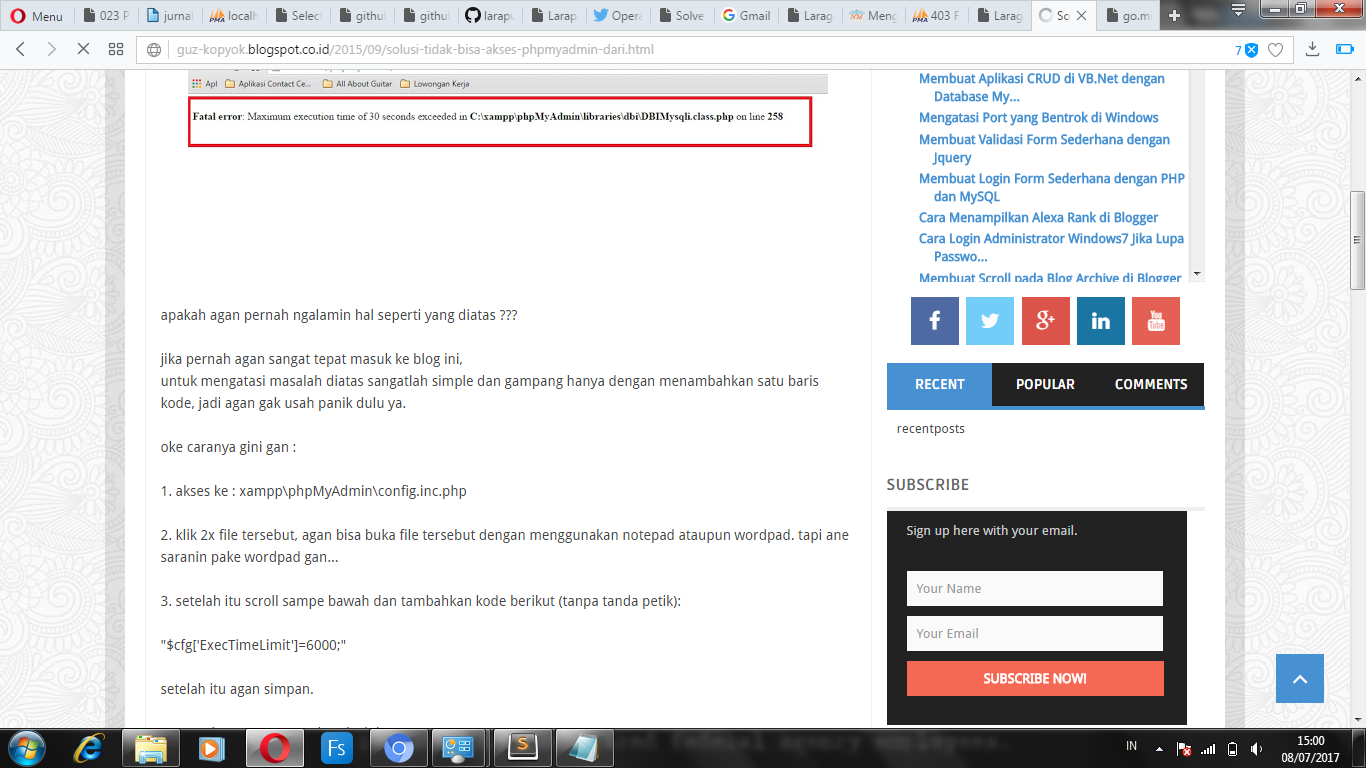 Menu
023 P
jurnal
localh
Select
githul
githul
larapu
Larap
Opera
Solve
Gmail
Larag
Meng
403 F
Larag
So
go.m
guz-kopyok.blogspot.co.id/2015/09/solusi-tidak-bisa-akses-phpmyadmin-dari.html
7
Apl
Aplikasi Contact Ce...
All About Guitar
Lowongan Kerja
Fatal error: Maximum execution time of 30 seconds exceeded in C:\xampp\phpMyAdmin\libraries\dbi\DBIMysqli.class.php on line 258
apakah agan pernah ngalamin hal seperti yang diatas ???
jika pernah agan sangat tepat masuk ke blog ini,
untuk mengatasi masalah diatas sangatlah simple dan gampang hanya dengan menambahkan satu baris
kode, jadi agan gak usah panik dulu ya.
oke caranya gini gan :
1. akses ke : xampp\phpMyAdmin\config.inc.php
2. klik 2x file tersebut, agan bisa buka file tersebut dengan menggunakan notepad ataupun wordpad. tapi ane
saranin pake wordpad gan...
3. setelah itu scroll sampe bawah dan tambahkan kode berikut (tanpa tanda petik):
"$cfg['ExecTimeLimit']=6000;"
setelah itu agan simpan.
Membuat Aplikasi CRUD di VB.Net dengan
Database My...
Mengatasi Port yang Bentrok di Windows
Membuat Validasi Form Sederhana dengan
Jquery
Membuat Login Form Sederhana dengan PHP
dan MySQL
Cara Menampilkan Alexa Rank di Blogger
Cara Login Administrator Windows7 Jika Lupa
Passwo...
Membuat Scroll pada Blog Archive di Blogger
You
Tube
RECENT
POPULAR
COMMENTS
recentposts
SUBSCRIBE
Sign up here with your email.
Your Name
Your Email
SUBSCRIBE NOW!
Fs
IN
15:00
08/07/2017